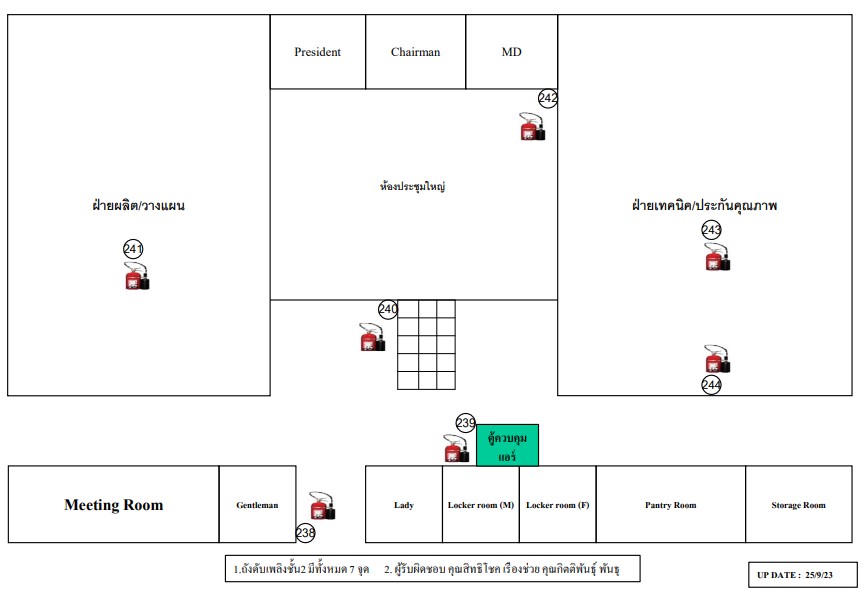 President
Chairman
MD
242
ห้องประชุมใหญ่
ฝ่ายผลิต/วางแผน
ฝ่ายเทคนิค/ประกันคุณภาพ
243
241
240
244
239
ตู้ควบคุม
แอร์
Meeting Room
Gentleman
Lady
Locker room (M)
Locker room (F)
Pantry Room
Storage Room
238
1.ถังดับเพลิงชั้น2 มีทั้งหมด 7 จุด
2. ผู้รับผิดชอบ คุณสิทธิโชค เรืองช่วย คุณกิตติพันธุ์ พันธุ
UP DATE : 25/9/23